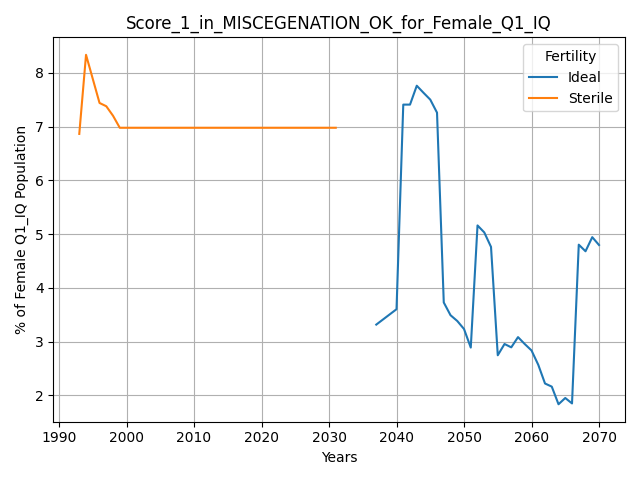 Score_1_in_MISCEGENATION_OK_for_Female_Q1_IQ
% of Female Q1_IQ Population
8
7
6
5
4
3
2
Fertility
Ideal
Sterile
1990 2000 2010 2020 2030 2040 2050 2060 2070
Years